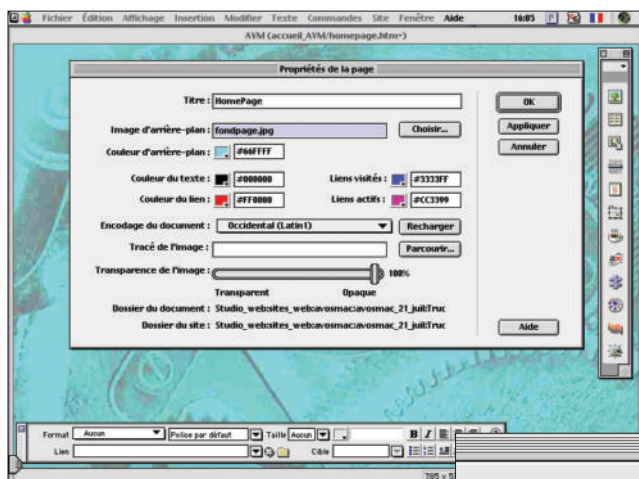 Fichier Édition Affichage Insertion Modifier Texte Commandes Site Fenêtre Aide 16:05
AVM (accueil_AVM/homepage.htm*)
Propriétés de la page
Titre : HomePage OK
Image d'arrière-plan : fondpage.jpg Choisir... Appliquer
Couleur d'arrière-plan : #66FFFF Annuler
Couleur du texte : #000000 Liens visités : #3333FF
Couleur du lien : #FF0000 Liens actifs : #CC3399
Encodage du document : Occidental (Latin1) Recharger
Tracé de l'image : Parcourir...
Transparence de l'image : 100%
Transparent Opaque
Dossier du document : Studio_web:sites_web:avosmac:avosmac_21_juil:Truc
Dossier du site : Studio_web:sites_web:avosmac:avosmac_21_juil:Truc Aide
Format Aucun Police par défaut Taille Aucun B I
Lien Cible